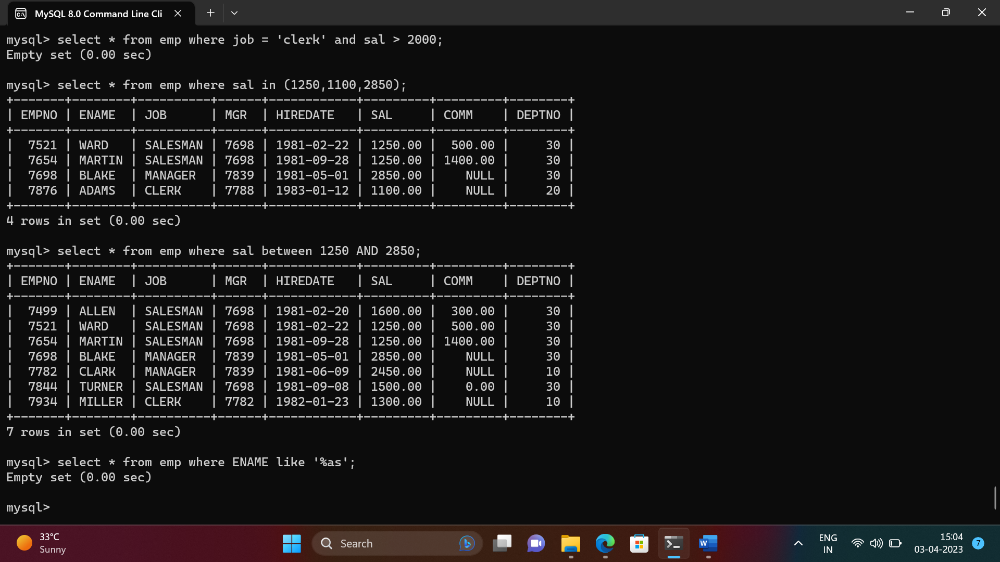 MySQL 8.0 Command Line Cli
mysql> select * from emp where job = 'clerk' and sal > 2000;
Empty set (0.00 sec)
mysql> select * from emp where sal in (1250,1100,2850);
+-------+--------+----------+------+------------+---------+---------+--------+
| EMPNO | ENAME  | JOB      | MGR  | HIREDATE   | SAL     | COMM    | DEPTNO |
+-------+--------+----------+------+------------+---------+---------+--------+
|  7521 | WARD   | SALESMAN | 7698 | 1981-02-22 | 1250.00 |  500.00 |     30 |
|  7654 | MARTIN | SALESMAN | 7698 | 1981-09-28 | 1250.00 | 1400.00 |     30 |
|  7698 | BLAKE  | MANAGER  | 7839 | 1981-05-01 | 2850.00 |    NULL |     30 |
|  7876 | ADAMS  | CLERK    | 7788 | 1983-01-12 | 1100.00 |    NULL |     20 |
+-------+--------+----------+------+------------+---------+---------+--------+
4 rows in set (0.00 sec)
mysql> select * from emp where sal between 1250 AND 2850;
+-------+--------+----------+------+------------+---------+---------+--------+
| EMPNO | ENAME  | JOB      | MGR  | HIREDATE   | SAL     | COMM    | DEPTNO |
+-------+--------+----------+------+------------+---------+---------+--------+
|  7499 | ALLEN  | SALESMAN | 7698 | 1981-02-20 | 1600.00 |  300.00 |     30 |
|  7521 | WARD   | SALESMAN | 7698 | 1981-02-22 | 1250.00 |  500.00 |     30 |
|  7654 | MARTIN | SALESMAN | 7698 | 1981-09-28 | 1250.00 | 1400.00 |     30 |
|  7698 | BLAKE  | MANAGER  | 7839 | 1981-05-01 | 2850.00 |    NULL |     30 |
|  7782 | CLARK  | MANAGER  | 7839 | 1981-06-09 | 2450.00 |    NULL |     10 |
|  7844 | TURNER | SALESMAN | 7698 | 1981-09-08 | 1500.00 |    0.00 |     30 |
|  7934 | MILLER | CLERK    | 7782 | 1982-01-23 | 1300.00 |    NULL |     10 |
+-------+--------+----------+------+------------+---------+---------+--------+
7 rows in set (0.00 sec)
mysql> select * from emp where ENAME like '%as';
Empty set (0.00 sec)
mysql>
33°C
Sunny
Search
W
ENG
IN
15:04
03-04-2023
7